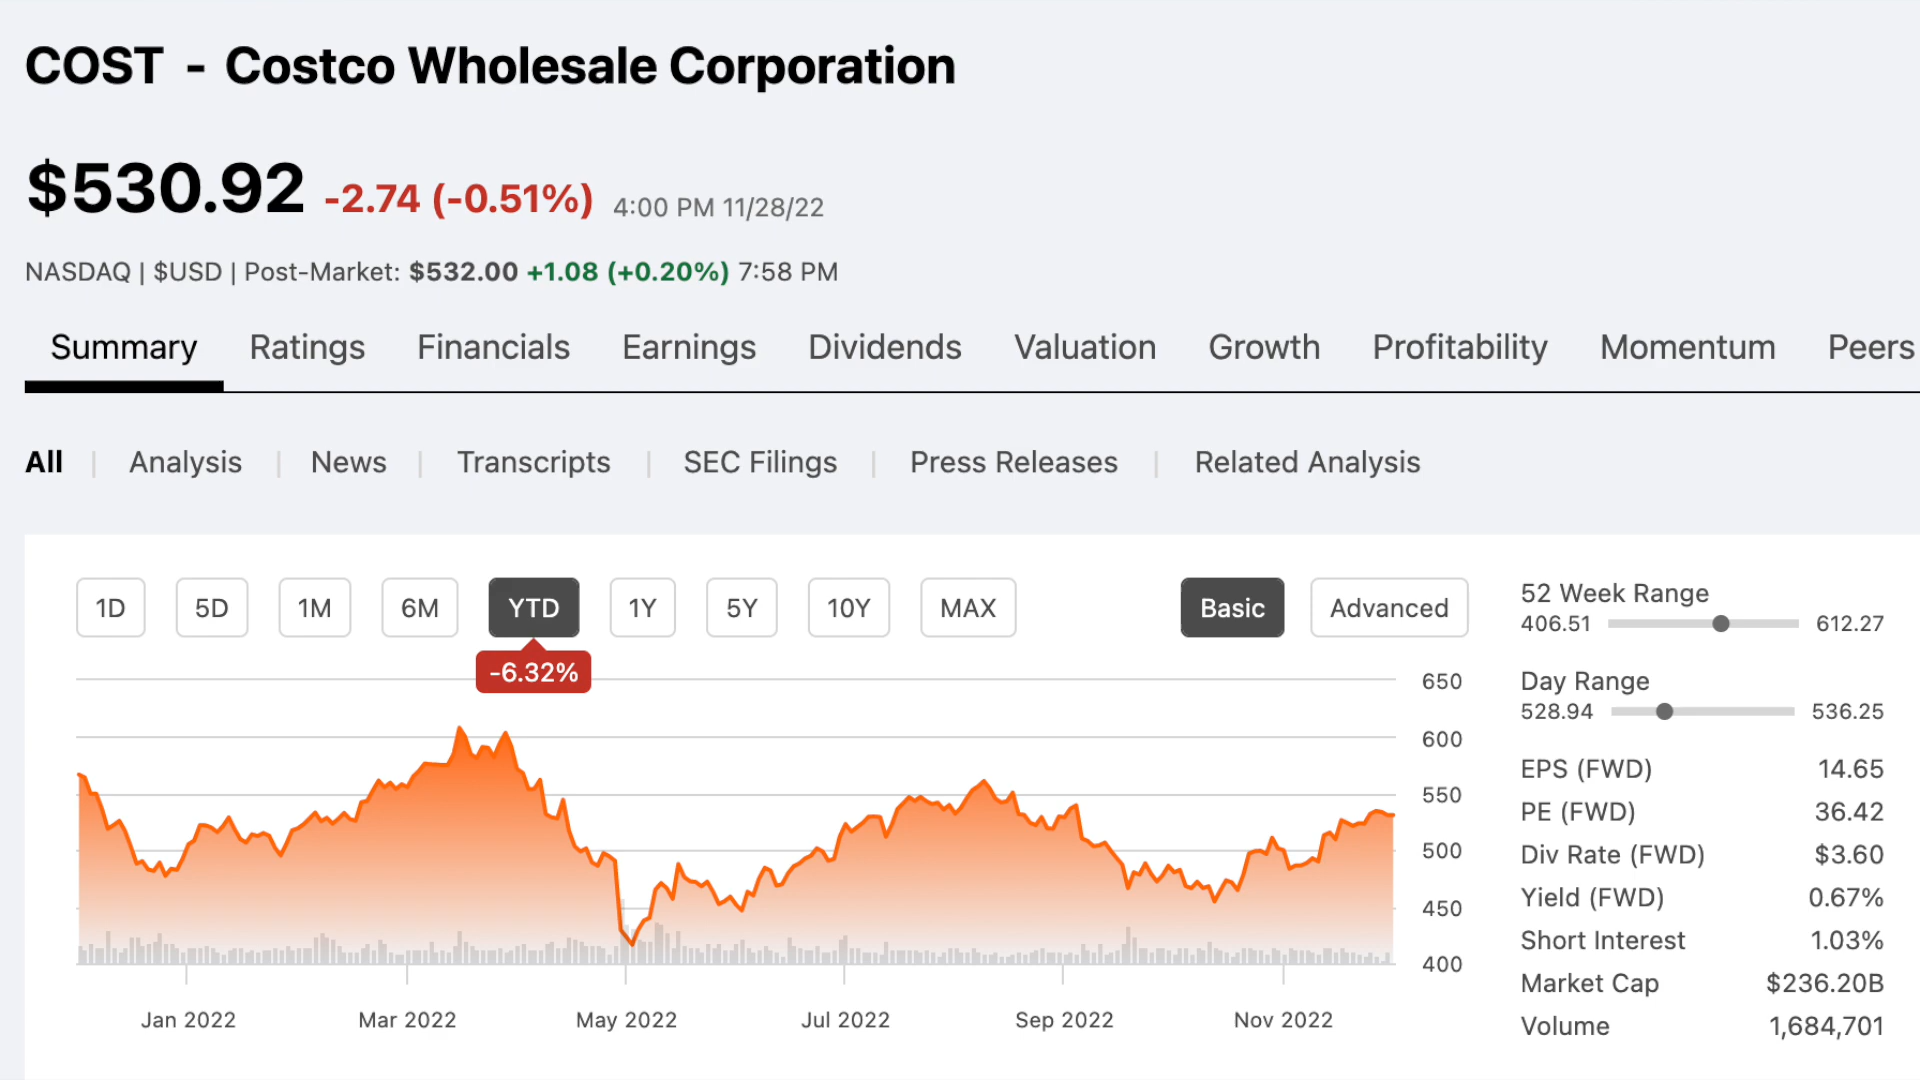 COST - Costco Wholesale Corporation
$530.92 -2.74 (-0.51%) 4:00 PM 11/28/22
NASDAQ | $USD | Post-Market: $532.00 +1.08 (+0.20%) 7:58 PM
Summary Ratings Financials Earnings Dividends Valuation Growth Profitability Momentum Peers
All | Analysis | News | Transcripts | SEC Filings | Press Releases | Related Analysis
1D 5D 1M 6M YTD 1Y 5Y 10Y MAX Basic Advanced
-6.32%
650
600
550
500
450
400
Jan 2022 Mar 2022 May 2022 Jul 2022 Sep 2022 Nov 2022
52 Week Range
406.51 612.27
Day Range
528.94 536.25
EPS (FWD) 14.65
PE (FWD) 36.42
Div Rate (FWD) $3.60
Yield (FWD) 0.67%
Short Interest 1.03%
Market Cap $236.20B
Volume 1,684,701